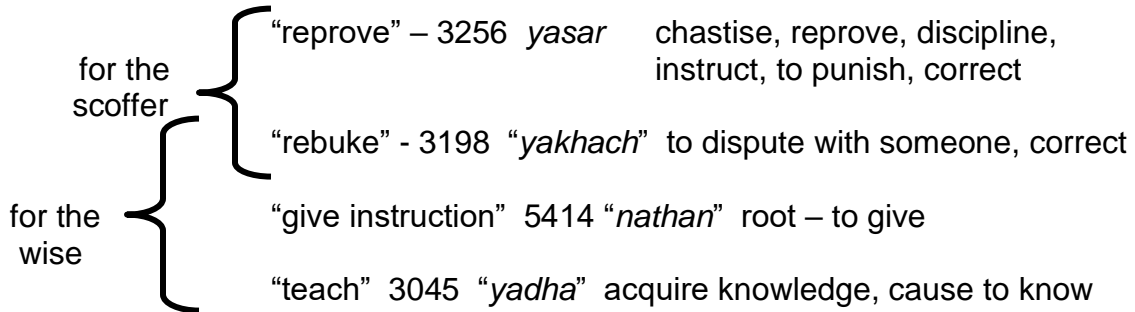 “reprove” – 3256 yasar chastise, reprove, discipline,
for the instruct, to punish, correct
scoffer
“rebuke” - 3198 “yakhach” to dispute with someone, correct
for the “give instruction” 5414 “nathan” root – to give
wise
“teach” 3045 “yadha” acquire knowledge, cause to know